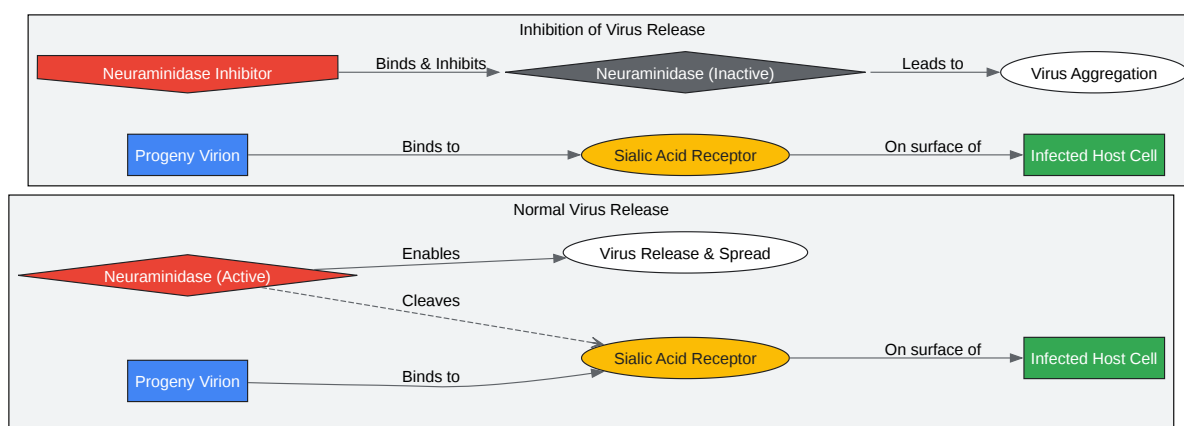 Inhibition of Virus Release
Neuraminidase Inhibitor
Binds & Inhibits
Neuraminidase (Inactive)
Leads to
Virus Aggregation
Progeny Virion
Binds to
Sialic Acid Receptor
On surface of
Infected Host Cell
Normal Virus Release
Neuraminidase (Active)
Enables
Virus Release & Spread
Cleaves
Progeny Virion
Binds to
Sialic Acid Receptor
On surface of
Infected Host Cell